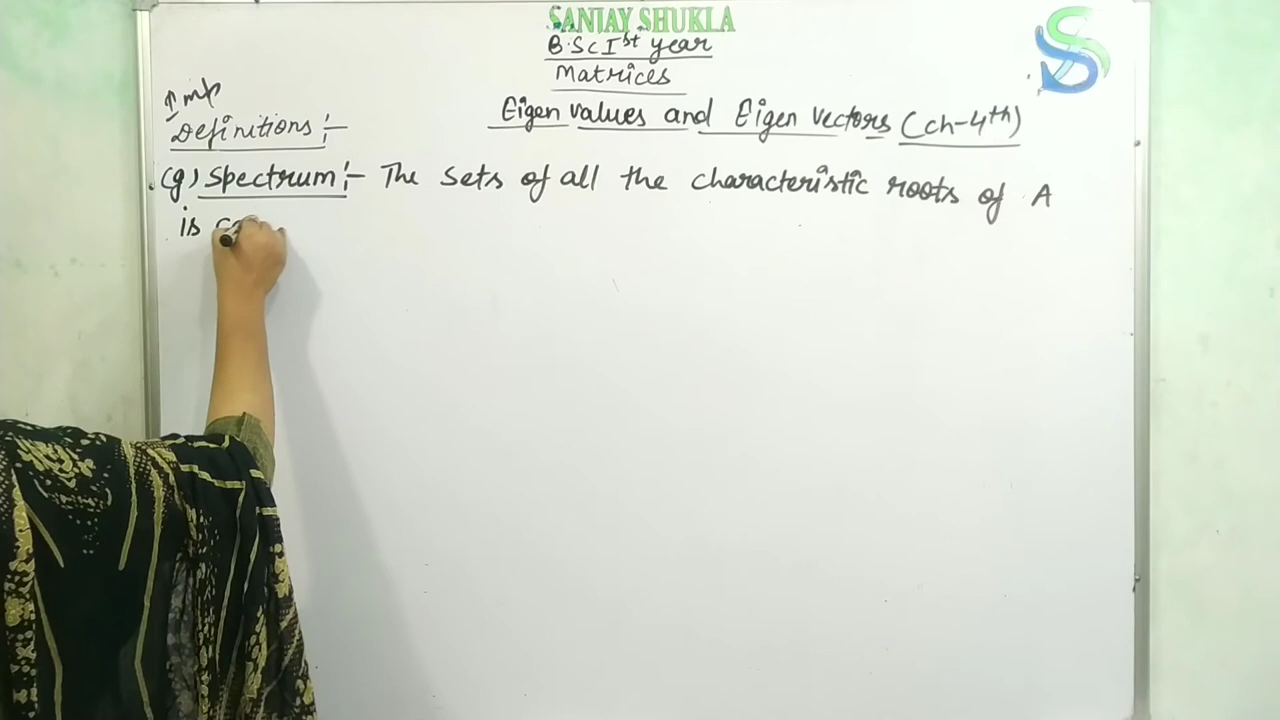 SANJAY SHUKLA
B.Sc Ist year
Matrices
Imp
Eigen values and Eigen vectors (ch-4th)
Definitions:-
(g) Spectrum:- The sets of all the characteristic roots of A
is